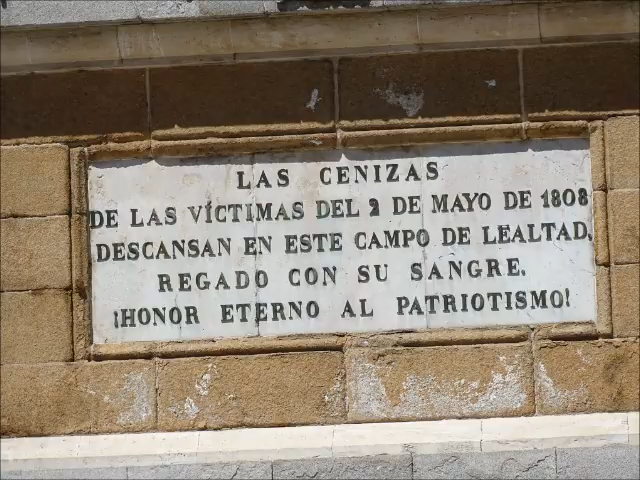 LAS CENIZAS
DE LAS VÍCTIMAS DEL 2 DE MAYO DE 1808
DESCANSAN EN ESTE CAMPO DE LEALTAD,
REGADO CON SU SANGRE.
¡HONOR ETERNO AL PATRIOTISMO!